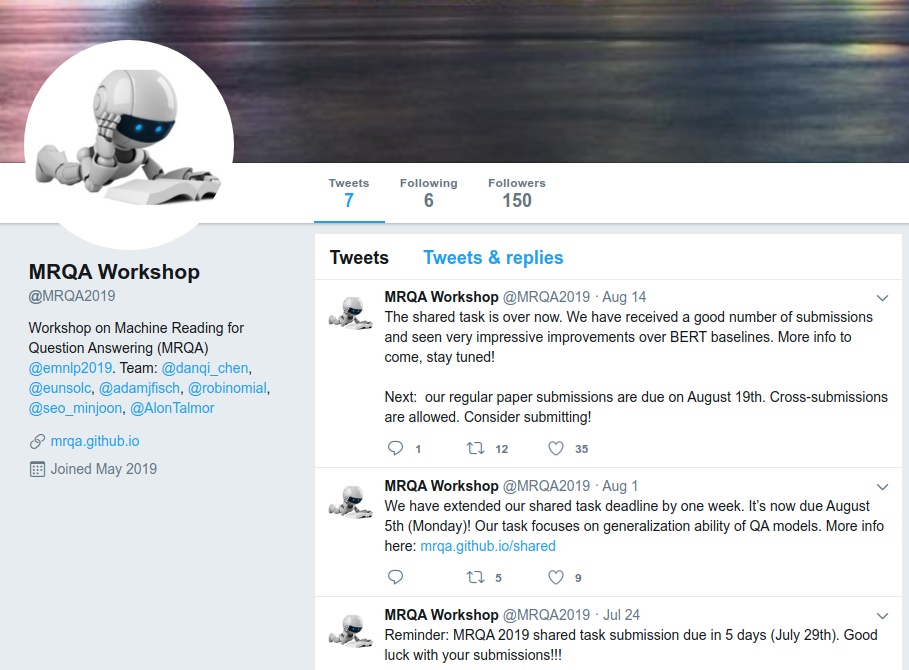 Tweets
7
Following
6
Followers
150
MRQA Workshop
@MRQA2019
Workshop on Machine Reading for
Question Answering (MRQA)
@emnlp2019. Team: @danqi_chen,
@eunsolc, @adamjfisch, @robinomial,
@seo_minjoon, @AlonTalmor
mrqa.github.io
Joined May 2019
Tweets Tweets & replies
MRQA Workshop @MRQA2019 · Aug 14
The shared task is over now. We have received a good number of submissions
and seen very impressive improvements over BERT baselines. More info to
come, stay tuned!
Next: our regular paper submissions are due on August 19th. Cross-submissions
are allowed. Consider submitting!
1 12 35
MRQA Workshop @MRQA2019 · Aug 1
We have extended our shared task deadline by one week. It’s now due August
5th (Monday)! Our task focuses on generalization ability of QA models. More info
here: mrqa.github.io/shared
5 9
MRQA Workshop @MRQA2019 · Jul 24
Reminder: MRQA 2019 shared task submission due in 5 days (July 29th). Good
luck with your submissions!!!